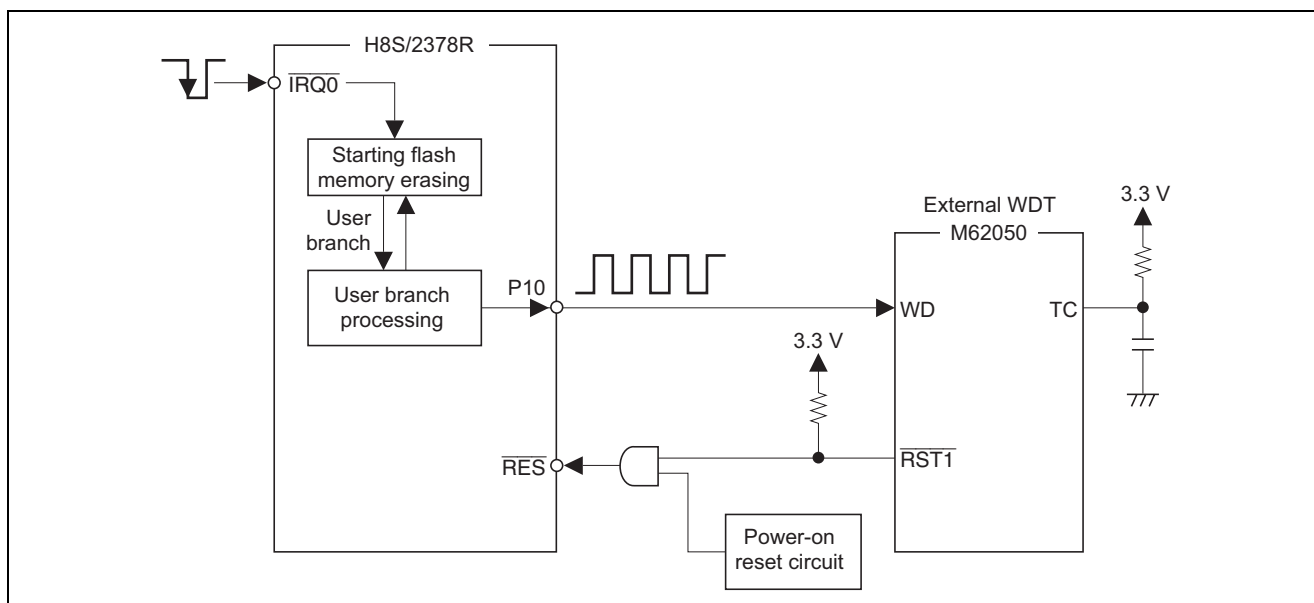 H8S/2378R
IRQ0
Starting flash
memory erasing
User
branch
User branch
processing
P10
RES
3.3 V
Power-on
reset circuit
External WDT
M62050
WD
TC
RST1
3.3 V